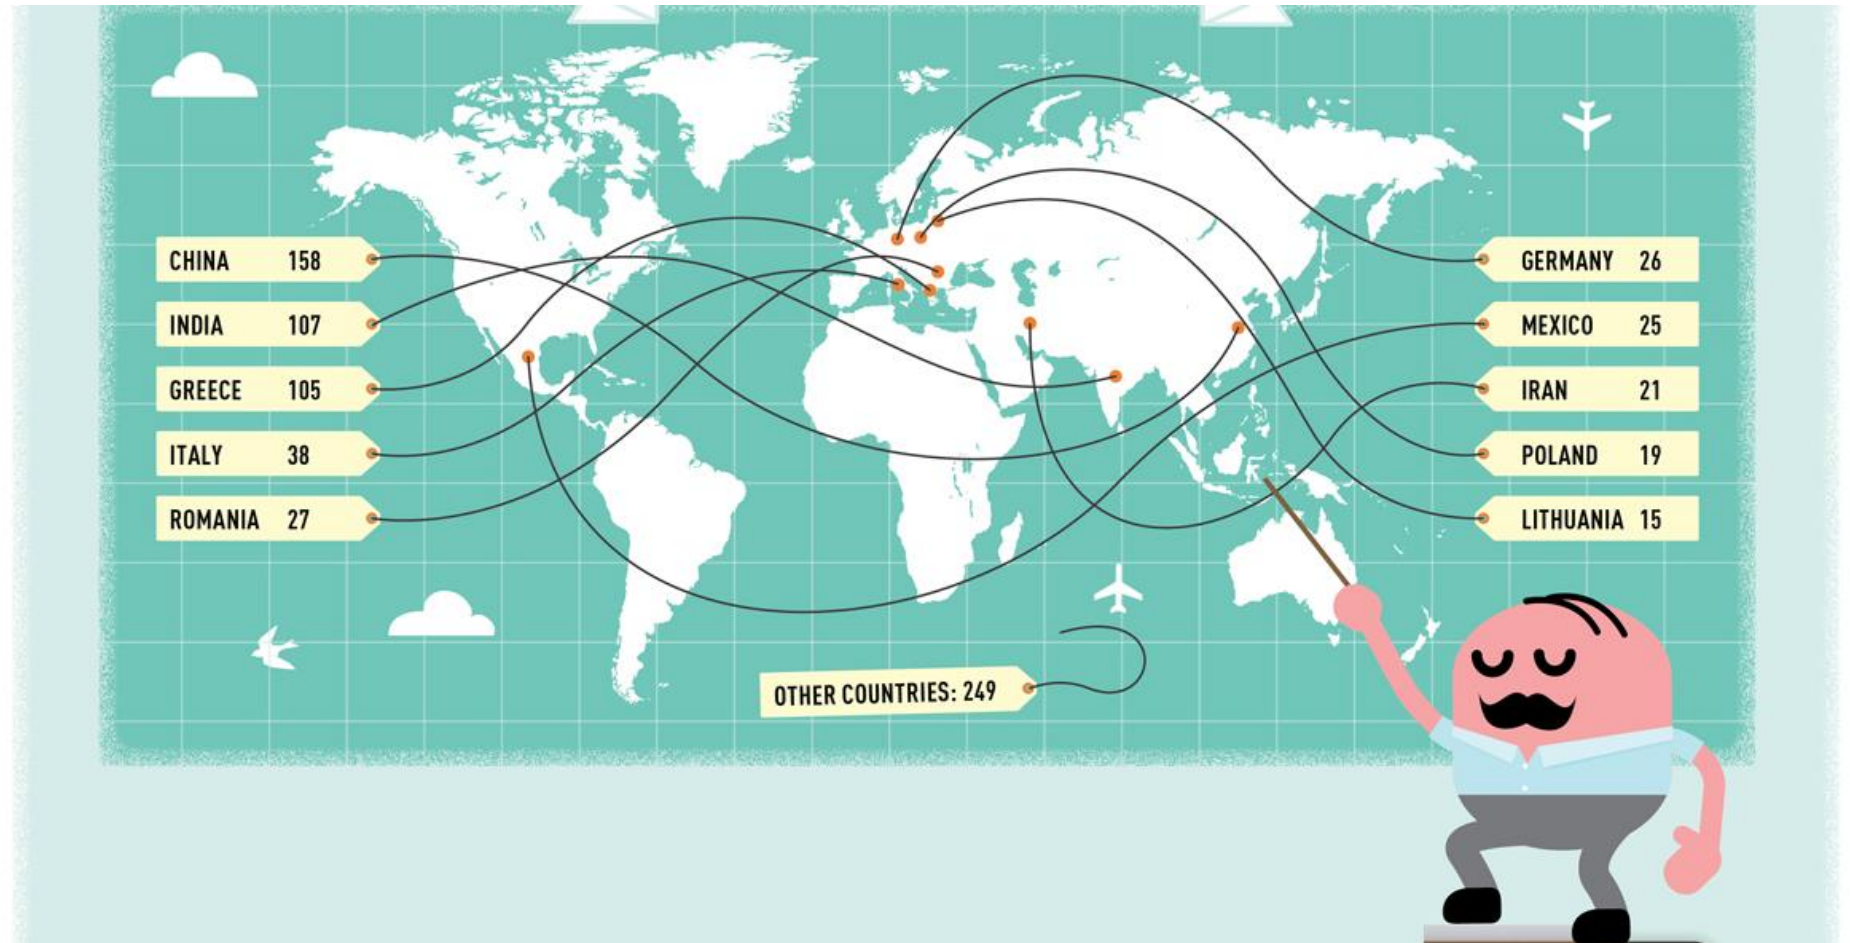 CHINA 158
INDIA 107
GREECE 105
ITALY 38
ROMANIA 27
GERMANY 26
MEXICO 25
IRAN 21
POLAND 19
LITHUANIA 15
OTHER COUNTRIES: 249